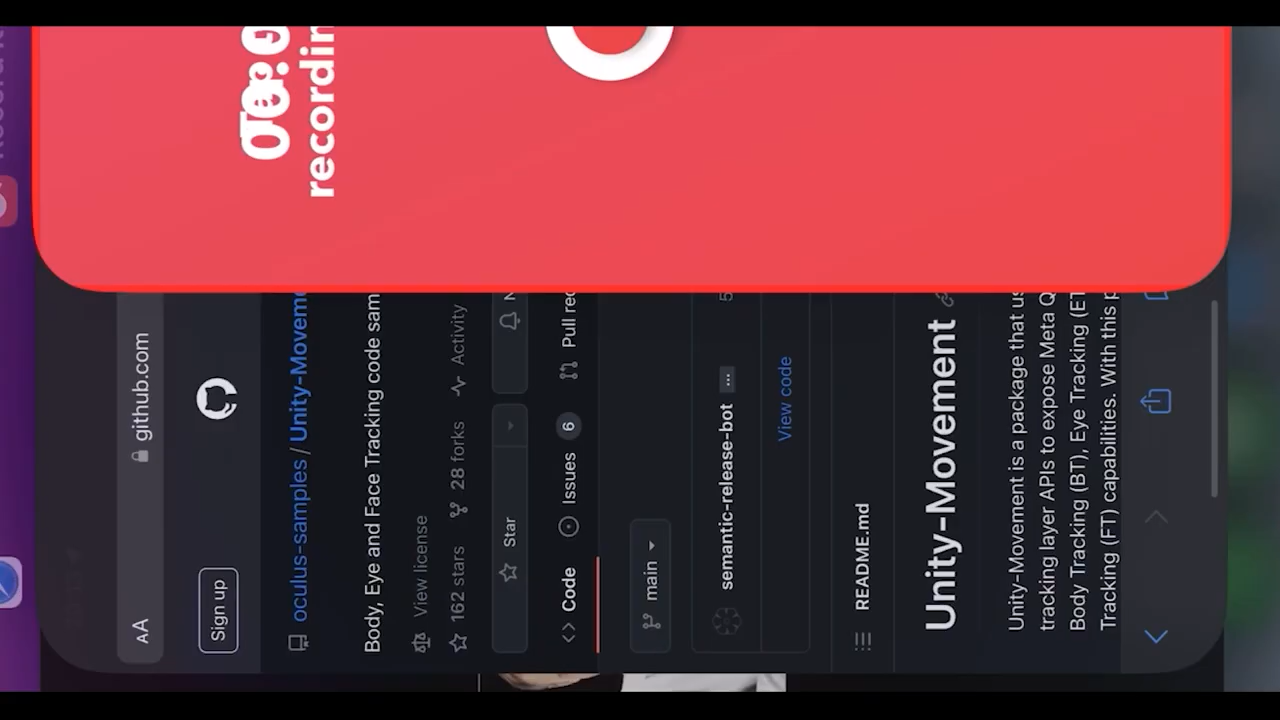 recordin
AA
github.com
Sign up
oculus-samples / Unity-Movem
Body, Eye and Face Tracking code sam
View license
162 stars
28 forks
Activity
Star
Code
Issues 6
Pull rec
main
semantic-release-bot ...
View code
README.md
Unity-Movement
Unity-Movement is a package that us
tracking layer APIs to expose Meta Q
Body Tracking (BT), Eye Tracking (ET
Tracking (FT) capabilities. With this p